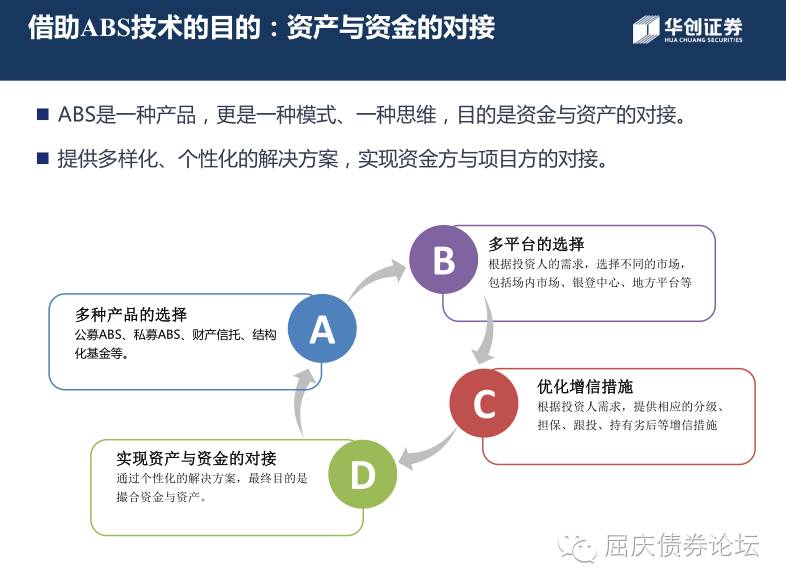 借助ABS技术的目的：资产与资金的对接
华创证券
HUA CHUANG SECURITIES
ABS是一种产品，更是一种模式、一种思维，目的是资金与资产的对接。
提供多样化、个性化的解决方案，实现资金方与项目方的对接。
A
多种产品的选择
公募ABS、私募ABS、财产信托、结构
化基金等。
B
多平台的选择
根据投资人的需求，选择不同的市场，
包括场内市场、银登中心、地方平台等
C
优化增信措施
根据投资人需求，提供相应的分级、
担保、跟投、持有劣后等增信措施
D
实现资产与资金的对接
通过个性化的解决方案，最终目的是
撮合资金与资产。
屈庆债券论坛